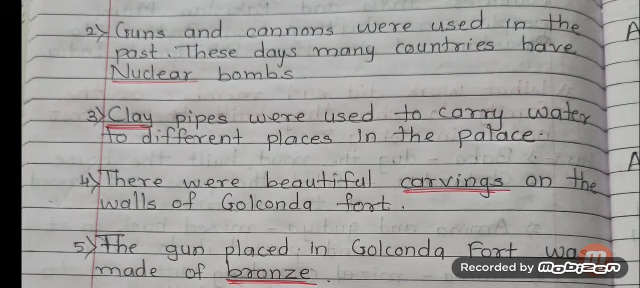 2) Guns and cannons were used in the
past. These days many countries have
Nuclear bombs
3) Clay pipes were used to carry water
to different places in the palace.
4) There were beautiful carvings on the
walls of Golconda fort.
5) The gun placed in Golconda Fort was
made of bronze.
Recorded by mobizen
A
A